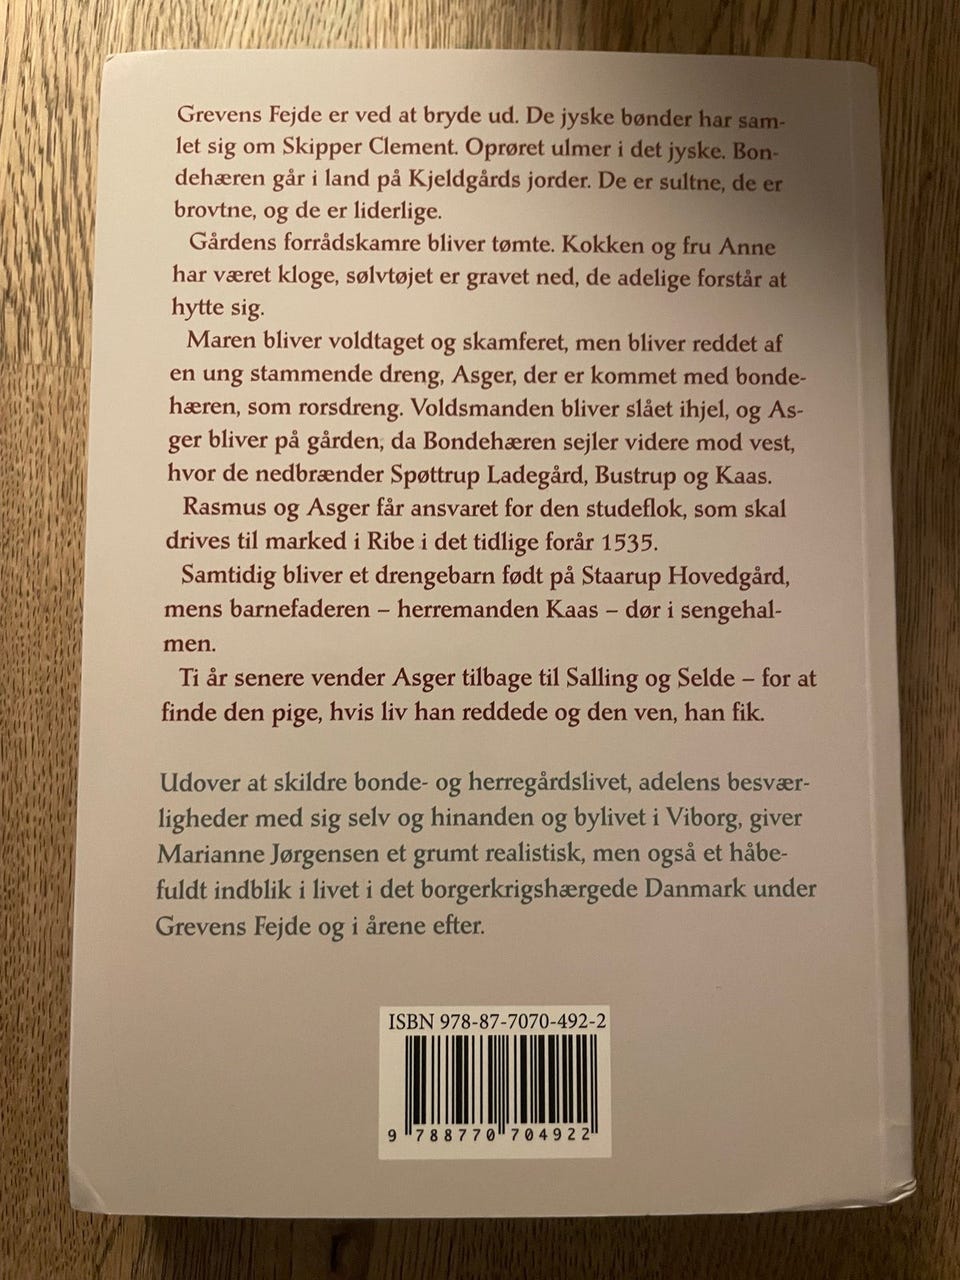 Grevens Fejde er ved at bryde ud. De jyske bønder har sam-
let sig om Skipper Clement. Oprøret ulmer i det jyske. Bon-
dehæren går i land på Kjeldgårds jorder. De er sultne, de er
brovtne, og de er liderlige.
Gårdens forrådskamre bliver tømte. Kokken og fru Anne
har været kloge, sølvtøjet er gravet ned, de adelige forstår at
hytte sig.
Maren bliver voldtaget og skamferet, men bliver reddet af
en ung stammende dreng, Asger, der er kommet med bonde-
hæren, som rorsdreng. Voldsmanden bliver slået ihjel, og As-
ger bliver på gården, da Bondehæren sejler videre mod vest,
hvor de nedbrænder Spøttrup Ladegård, Bustrup og Kaas.
Rasmus og Asger får ansvaret for den studeflok, som skal
drives til marked i Ribe i det tidlige forår 1535.
Samtidig bliver et drengebarn født på Staarup Hovedgård,
mens barnefaderen – herremanden Kaas – dør i sengehal-
men.
Ti år senere vender Asger tilbage til Salling og Selde – for at
finde den pige, hvis liv han reddede og den ven, han fik.
Udover at skildre bonde- og herregårdslivet, adelens besvær-
ligheder med sig selv og hinanden og bylivet i Viborg, giver
Marianne Jørgensen et grumt realistisk, men også et håbe-
fuldt indblik i livet i det borgerkrigshærgede Danmark under
Grevens Fejde og i årene efter.
ISBN 978-87-7070-492-2
9 788770 704922